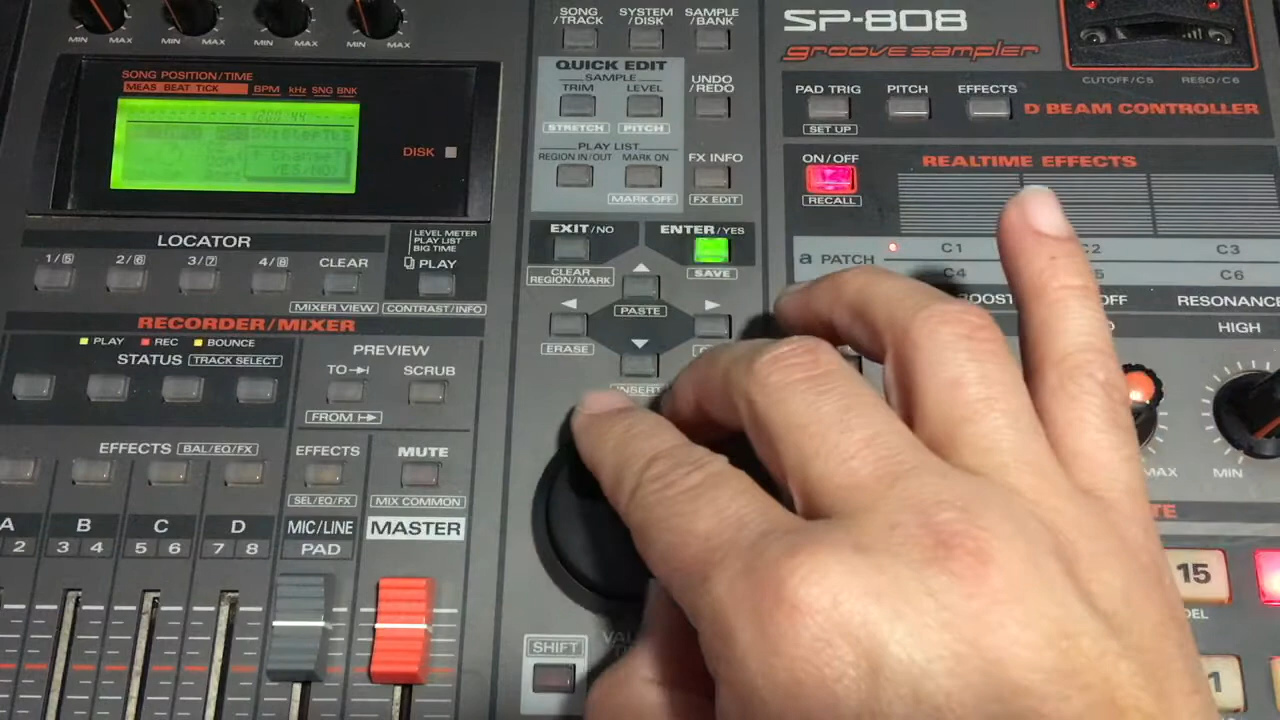 MIN MAX MIN MAX MIN MAX MIN MAX
SONG POSITION/TIME
MEAS BEAT TICK BPM kHz SNG BNK
Change?
YES/NO
DISK
LOCATOR
1/5 2/6 3/7 4/8 CLEAR
MIXER VIEW
LEVEL METER
PLAY LIST
BIG TIME
PLAY
CONTRAST/INFO
RECORDER/MIXER
PLAY REC BOUNCE
STATUS TRACK SELECT
PREVIEW
TO SCRUB
FROM
EFFECTS BAL/EQ/FX
EFFECTS MUTE
SEL/EQ/FX MIX COMMON
A B C D
2 3 4 5 6 7 8
MIC/LINE
PAD
MASTER
SONG
/TRACK
SYSTEM
/DISK
SAMPLE
/BANK
QUICK EDIT
SAMPLE
TRIM LEVEL
STRETCH PITCH
UNDO
/REDO
PLAY LIST
REGION IN/OUT MARK ON
MARK OFF
FX INFO
FX EDIT
EXIT/NO
ENTER/YES
CLEAR
REGION/MARK
SAVE
PASTE
ERASE
INSERT
SHIFT
SP-808
groovesampler
CUTOFF/C5 RESO/C6
PAD TRIG PITCH EFFECTS
SET UP
D BEAM CONTROLLER
ON/OFF
RECALL
REALTIME EFFECTS
a PATCH
C1 C2 C3
C4 C6
RESONANCE
HIGH
MAX MIN
15